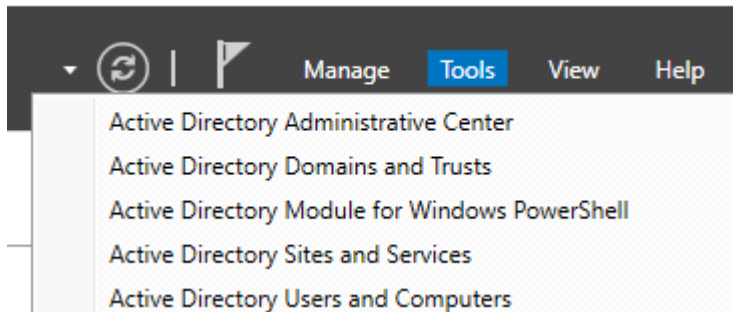 Manage Tools View Help
Active Directory Administrative Center
Active Directory Domains and Trusts
Active Directory Module for Windows PowerShell
Active Directory Sites and Services
Active Directory Users and Computers